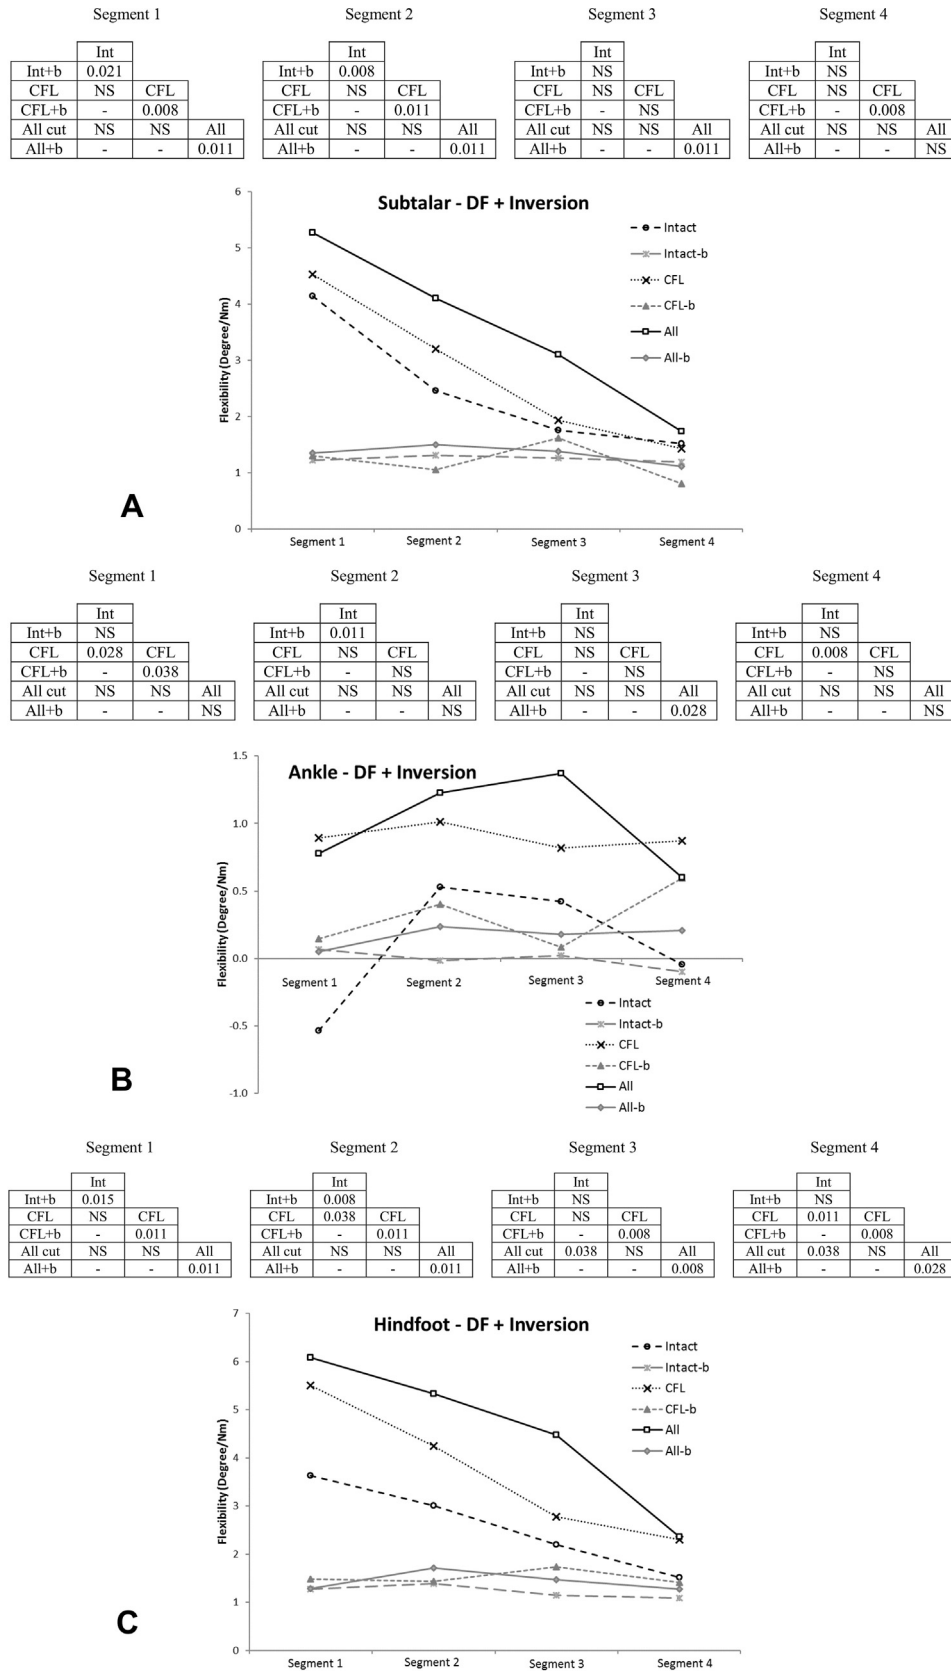 Segment 1 Segment 2 Segment 3 Segment 4
Int Int Int Int
Int+b 0.021 Int+b 0.008 Int+b NS Int+b NS
CFL NS CFL CFL NS CFL CFL NS CFL CFL NS CFL
CFL+b - 0.008 CFL+b - 0.011 CFL+b - NS CFL+b - 0.008
All cut NS NS All All cut NS NS All All cut NS NS All All cut NS NS All
All+b - - 0.011 All+b - - 0.011 All+b - - 0.011 All+b - - NS
Subtalar - DF + Inversion
Flexibility (Degree/Nm)
6
5
4
3
2
1
0
Intact
Intact-b
CFL
CFL-b
All
All-b
Segment 1 Segment 2 Segment 3 Segment 4
A
Segment 1 Segment 2 Segment 3 Segment 4
Int Int Int Int
Int+b NS Int+b 0.011 Int+b NS Int+b NS
CFL 0.028 CFL CFL NS CFL CFL NS CFL CFL 0.008 CFL
CFL+b - 0.038 CFL+b - NS CFL+b - NS CFL+b - NS
All cut NS NS All All cut NS NS All All cut NS NS All All cut NS NS All
All+b - - NS All+b - - NS All+b - - 0.028 All+b - - NS
Ankle - DF + Inversion
Flexibility (Degree/Nm)
1.5
1.0
0.5
0.0
-0.5
-1.0
Segment 1 Segment 2 Segment 3 Segment 4
Intact
Intact-b
CFL
CFL-b
All
All-b
B
Segment 1 Segment 2 Segment 3 Segment 4
Int Int Int Int
Int+b 0.015 Int+b 0.008 Int+b NS Int+b NS
CFL NS CFL CFL 0.038 CFL CFL NS CFL CFL 0.011 CFL
CFL+b - 0.011 CFL+b - 0.011 CFL+b - 0.008 CFL+b - 0.008
All cut NS NS All All cut NS NS All All cut 0.038 NS All All cut 0.038 NS All
All+b - - 0.011 All+b - - 0.011 All+b - - 0.008 All+b - - 0.028
Hindfoot - DF + Inversion
Flexibility (Degree/Nm)
7
6
5
4
3
2
1
0
Intact
Intact-b
CFL
CFL-b
All
All-b
C
Segment 1 Segment 2 Segment 3 Segment 4